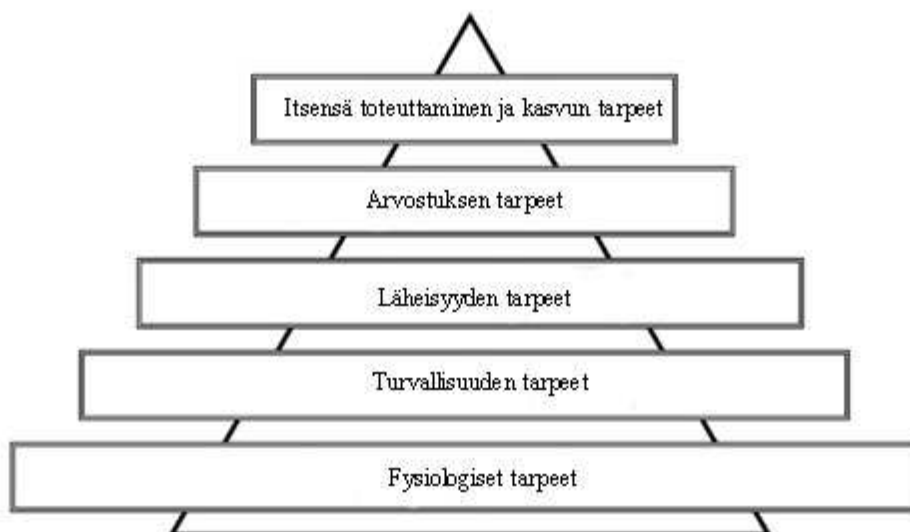 Itsensä toteuttaminen ja kasvun tarpeet
Arvostuksen tarpeet
Läheisyyden tarpeet
Turvallisuuden tarpeet
Fysiologiset tarpeet